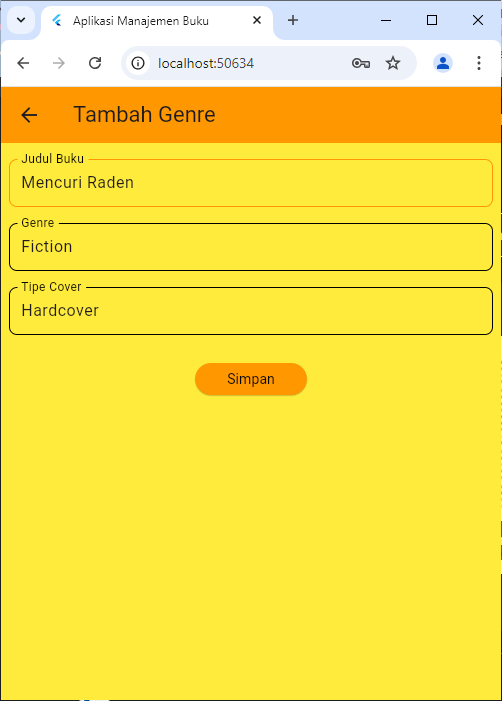 Aplikasi Manajemen Buku
localhost:50634
Tambah Genre
Judul Buku
Mencuri Raden
Genre
Fiction
Tipe Cover
Hardcover
Simpan